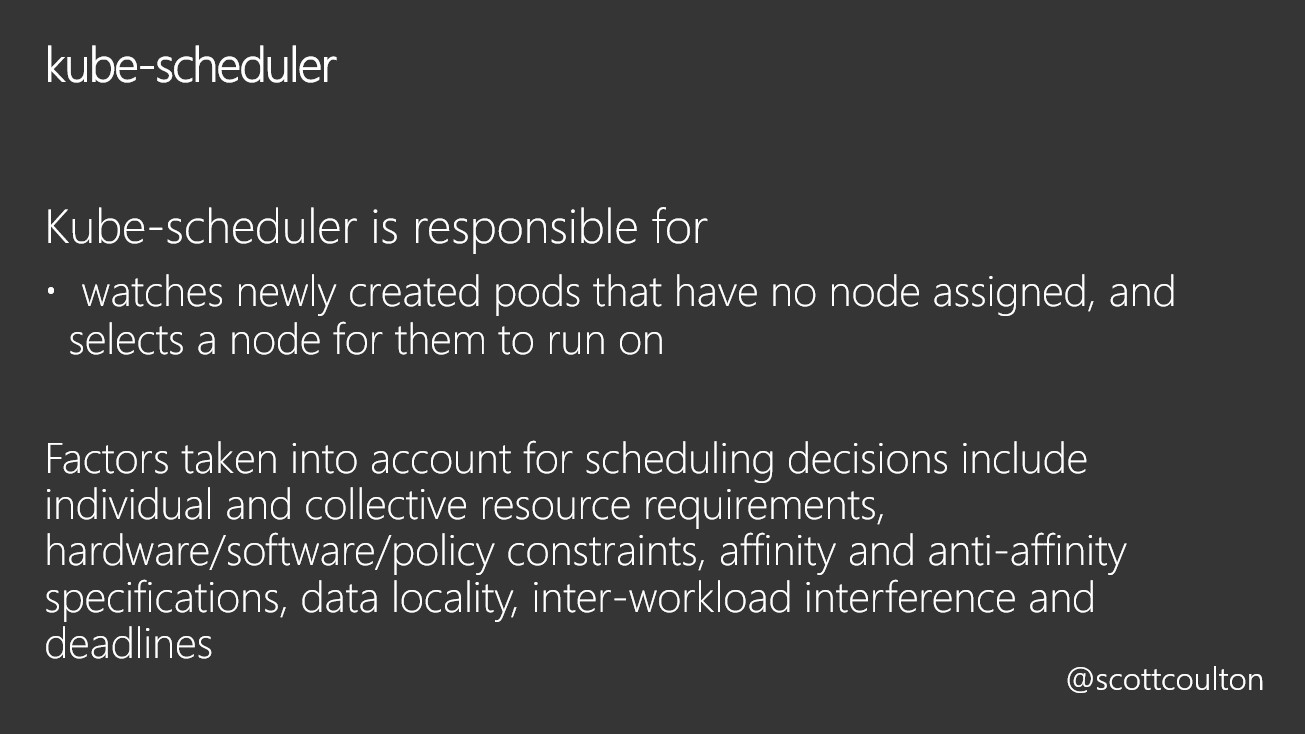 kube-scheduler
Kube-scheduler is responsible for
• watches newly created pods that have no node assigned, and
selects a node for them to run on
Factors taken into account for scheduling decisions include
individual and collective resource requirements,
hardware/software/policy constraints, affinity and anti-affinity
specifications, data locality, inter-workload interference and
deadlines
@scottcoulton